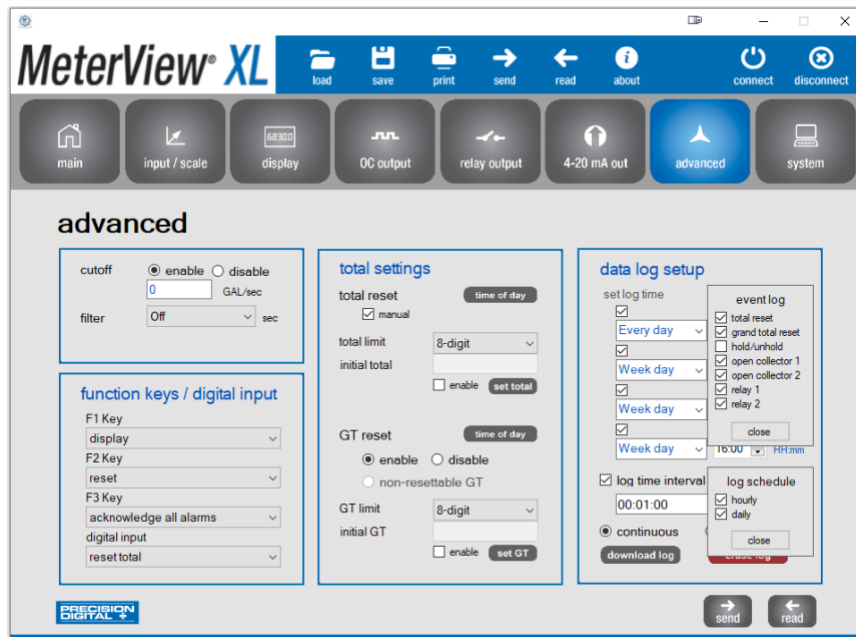 MeterView® XL
load
save
print
send
read
about
connect
disconnect
main
input / scale
68300
display
OC output
relay output
4-20 mA out
advanced
system
advanced
cutoff
enable disable
0 GAL/sec
filter Off sec
function keys / digital input
F1 Key
display
F2 Key
reset
F3 Key
acknowledge all alarms
digital input
reset total
total settings
total reset time of day
manual
total limit 8-digit
initial total
enable set total
GT reset time of day
enable disable
non-resettable GT
GT limit 8-digit
initial GT
enable set GT
data log setup
set log time
Every day
Week day
Week day
Week day 16:00 HH:mm
log time interval
00:01:00
continuous
download log erase log
event log
total reset
grand total reset
hold/unhold
open collector 1
open collector 2
relay 1
relay 2
close
log schedule
hourly
daily
close
PRECISION
DIGITAL
send
read